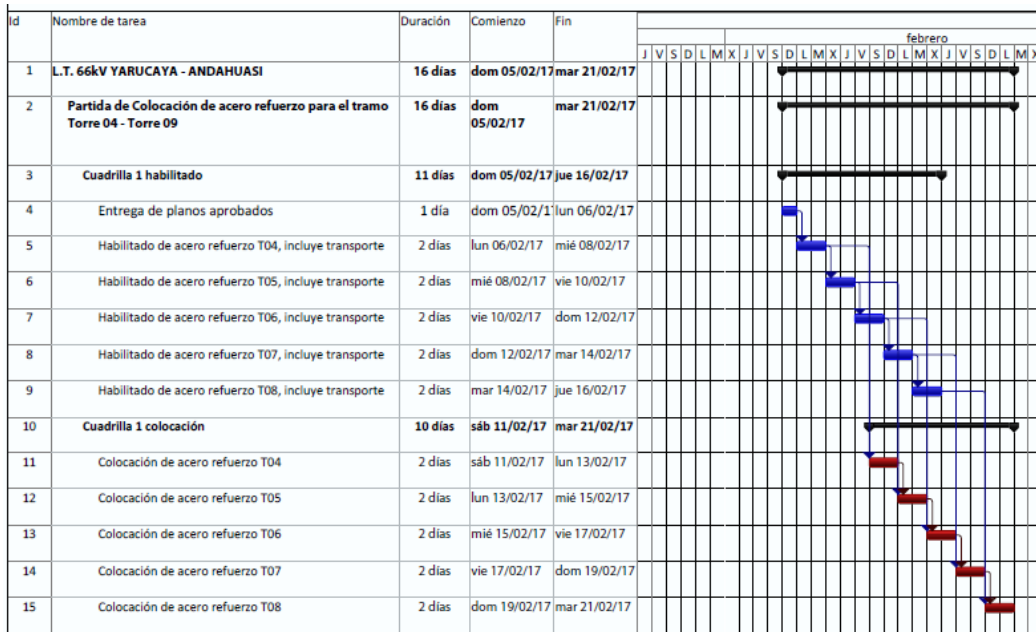 Id Nombre de tarea Duración Comienzo Fin
febrero
J V S D L M X J V S D L M X J V S D L M X J V S D L M X
1 L.T. 66kV YARUCAYA - ANDAHUASI 16 días dom 05/02/17 mar 21/02/17
2 Partida de Colocación de acero refuerzo para el tramo 16 días dom mar 21/02/17
Torre 04 - Torre 09 05/02/17
3 Cuadrilla 1 habilitado 11 días dom 05/02/17 jue 16/02/17
4 Entrega de planos aprobados 1 día dom 05/02/1 lun 06/02/17
5 Habilitado de acero refuerzo T04, incluye transporte 2 días lun 06/02/17 mié 08/02/17
6 Habilitado de acero refuerzo T05, incluye transporte 2 días mié 08/02/17 vie 10/02/17
7 Habilitado de acero refuerzo T06, incluye transporte 2 días vie 10/02/17 dom 12/02/17
8 Habilitado de acero refuerzo T07, incluye transporte 2 días dom 12/02/17 mar 14/02/17
9 Habilitado de acero refuerzo T08, incluye transporte 2 días mar 14/02/17 jue 16/02/17
10 Cuadrilla 1 colocación 10 días sáb 11/02/17 mar 21/02/17
11 Colocación de acero refuerzo T04 2 días sáb 11/02/17 lun 13/02/17
12 Colocación de acero refuerzo T05 2 días lun 13/02/17 mié 15/02/17
13 Colocación de acero refuerzo T06 2 días mié 15/02/17 vie 17/02/17
14 Colocación de acero refuerzo T07 2 días vie 17/02/17 dom 19/02/17
15 Colocación de acero refuerzo T08 2 días dom 19/02/17 mar 21/02/17